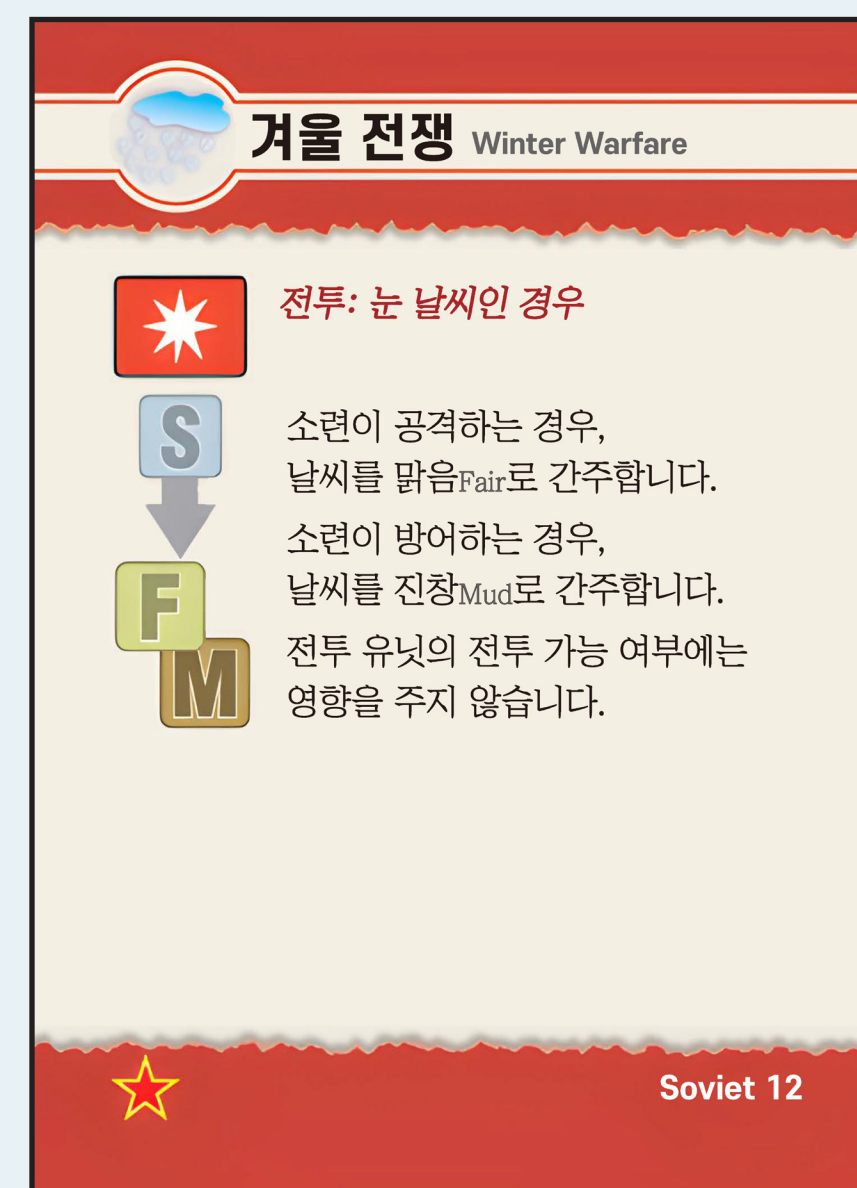 겨울 전쟁 Winter Warfare
전투: 눈 날씨인 경우
S
소련이 공격하는 경우,
날씨를 맑음Fair로 간주합니다.
소련이 방어하는 경우,
날씨를 진창Mud로 간주합니다.
F
M
전투 유닛의 전투 가능 여부에는
영향을 주지 않습니다.
Soviet 12